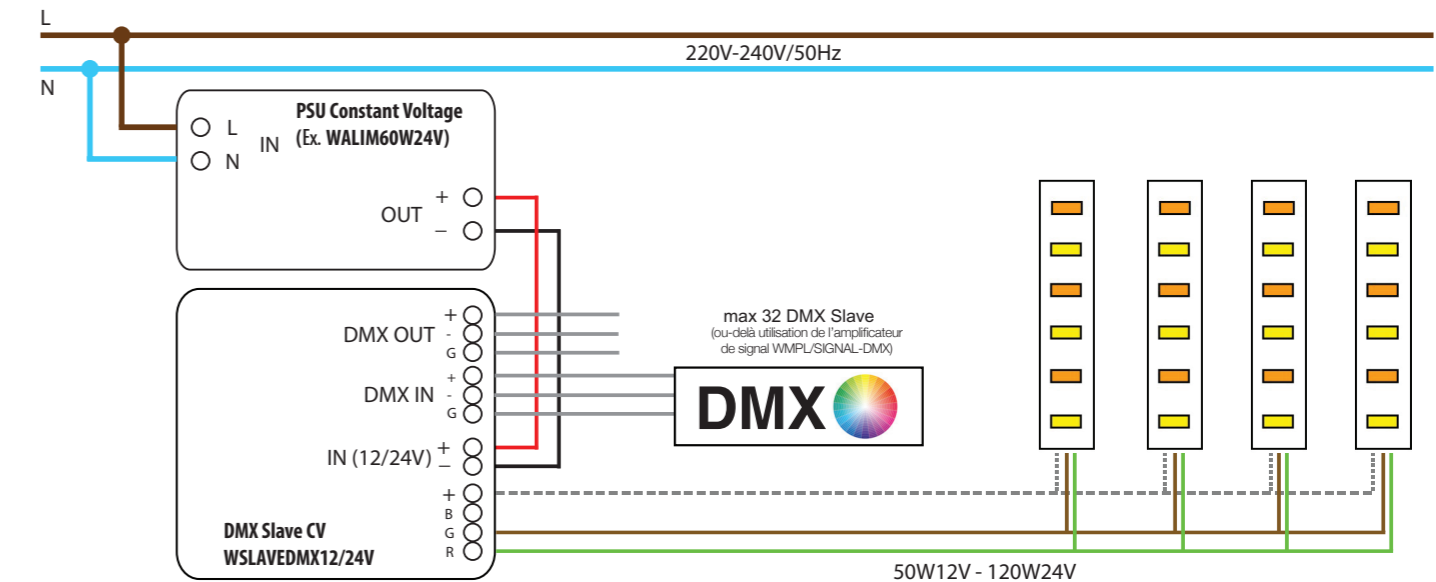 L
220V-240V/50Hz
N
PSU Constant Voltage
(Ex. WALIM60W24V)
L
IN
N
+
OUT
–
+
DMX OUT -
G
+
DMX IN -
G
max 32 DMX Slave
(ou-delà utilisation de l'amplificateur
de signal WMPL/SIGNAL-DMX)
DMX
IN (12/24V) +
–
+
B
G
R
DMX Slave CV
WSLAVEDMX12/24V
50W12V - 120W24V